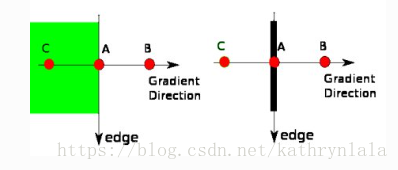 C
A
B
Gradient
Direction
edge
C
A
B
Gradient
Direction
edge
https://blog.csdn.net/kathrynlala